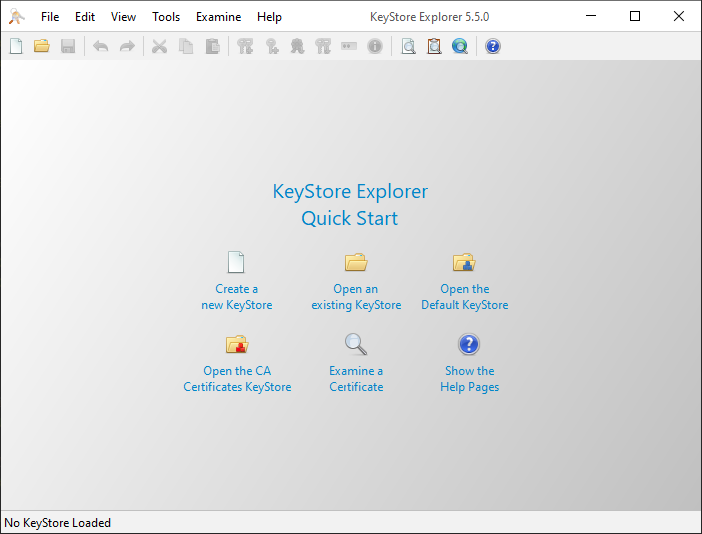 File Edit View Tools Examine Help KeyStore Explorer 5.5.0
KeyStore Explorer
Quick Start
Create a
new KeyStore
Open an
existing KeyStore
Open the
Default KeyStore
Open the CA
Certificates KeyStore
Examine a
Certificate
Show the
Help Pages
No KeyStore Loaded